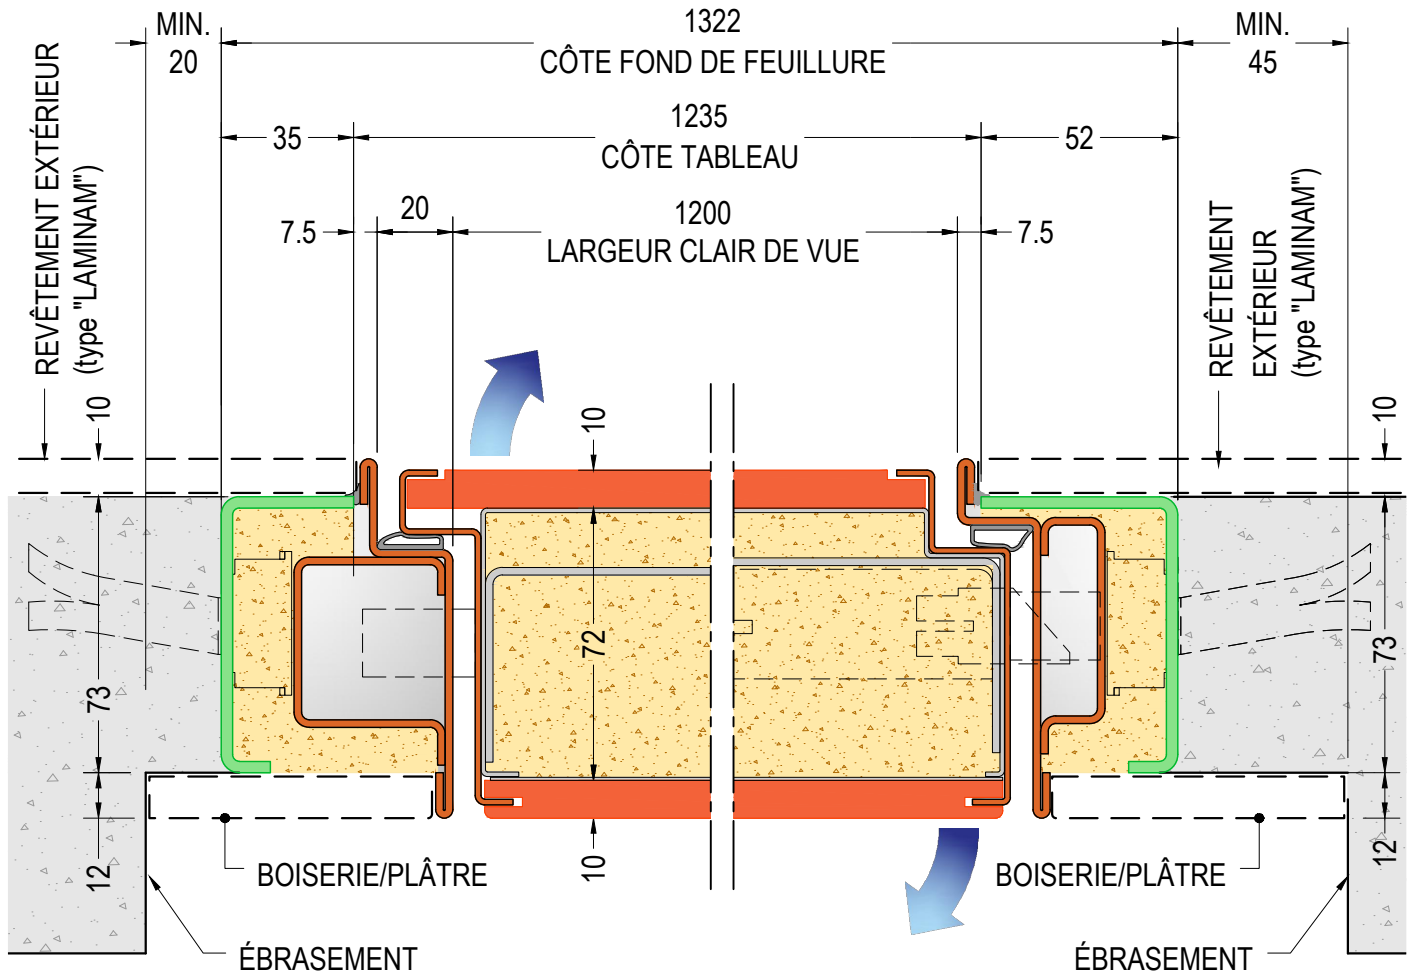 MIN.
20
1322
CÔTE FOND DE FEUILLURE
MIN.
45
35
1235
CÔTE TABLEAU
52
7.5
20
1200
LARGEUR CLAIR DE VUE
7.5
REVÊTEMENT EXTÉRIEUR
(type "LAMINAM")
REVÊTEMENT
EXTÉRIEUR
(type "LAMINAM")
10
10
10
73
72
73
12
10
12
BOISERIE/PLÂTRE
BOISERIE/PLÂTRE
ÉBRASEMENT
ÉBRASEMENT